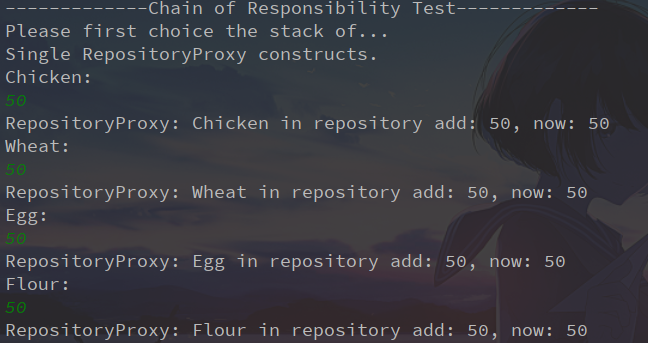 -------------Chain of Responsibility Test-------------
Please first choice the stack of...
Single RepositoryProxy constructs.
Chicken:
50
RepositoryProxy: Chicken in repository add: 50, now: 50
Wheat:
50
RepositoryProxy: Wheat in repository add: 50, now: 50
Egg:
50
RepositoryProxy: Egg in repository add: 50, now: 50
Flour:
50
RepositoryProxy: Flour in repository add: 50, now: 50